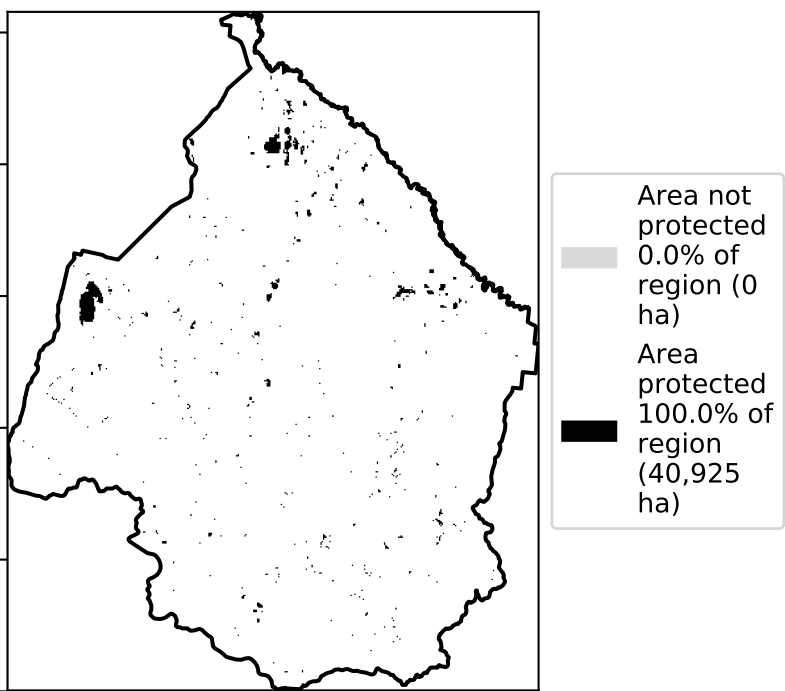 Area not
protected
0.0% of
region (0
ha)
Area
protected
100.0% of
region
(40,925
ha)